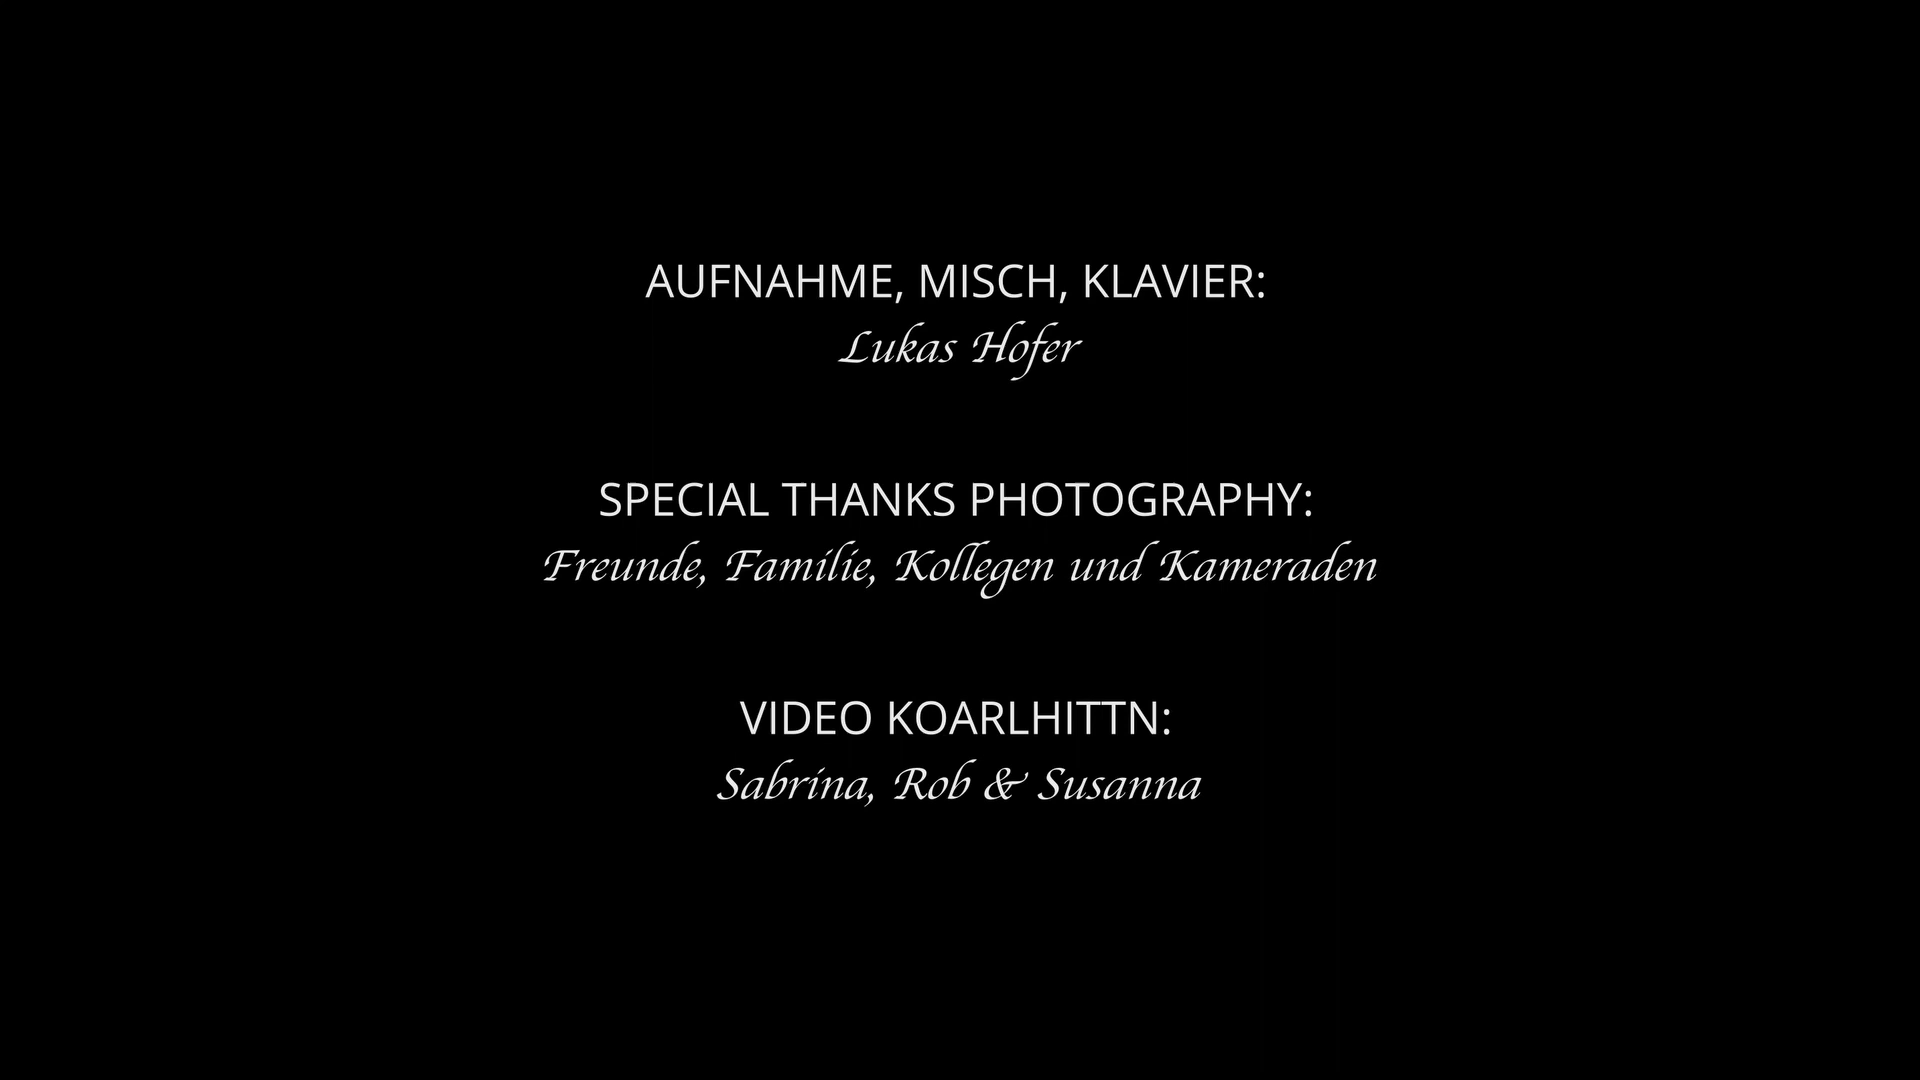 AUFNAHME, MISCH, KLAVIER:
Lukas Hofer
SPECIAL THANKS PHOTOGRAPHY:
Freunde, Familie, Kollegen und Kameraden
VIDEO KOARLHITTN:
Sabrina, Rob & Susanna